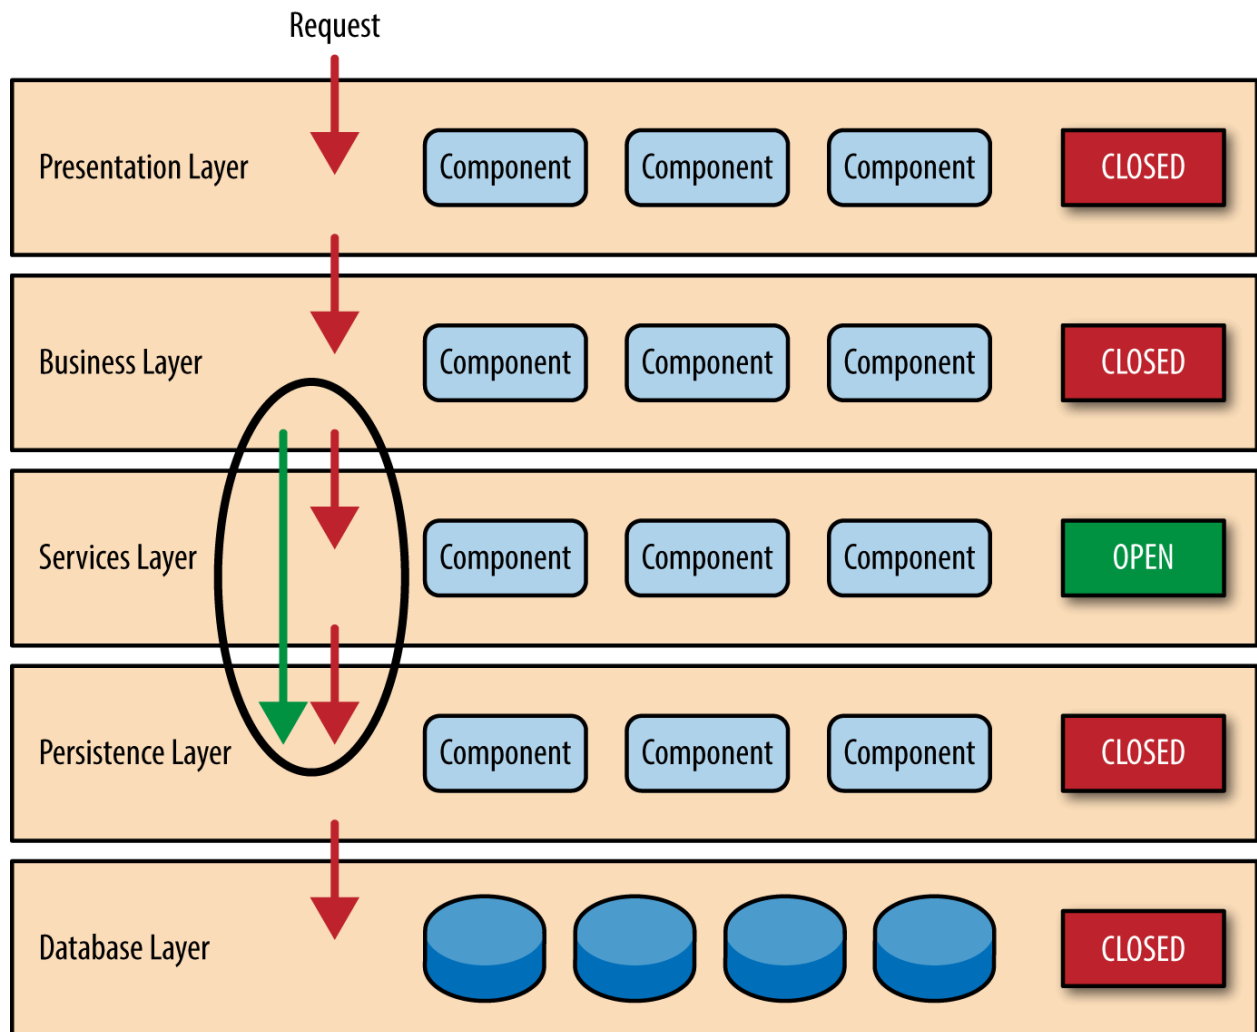 Request
Presentation Layer Component Component Component CLOSED
Business Layer Component Component Component CLOSED
Services Layer Component Component Component OPEN
Persistence Layer Component Component Component CLOSED
Database Layer CLOSED